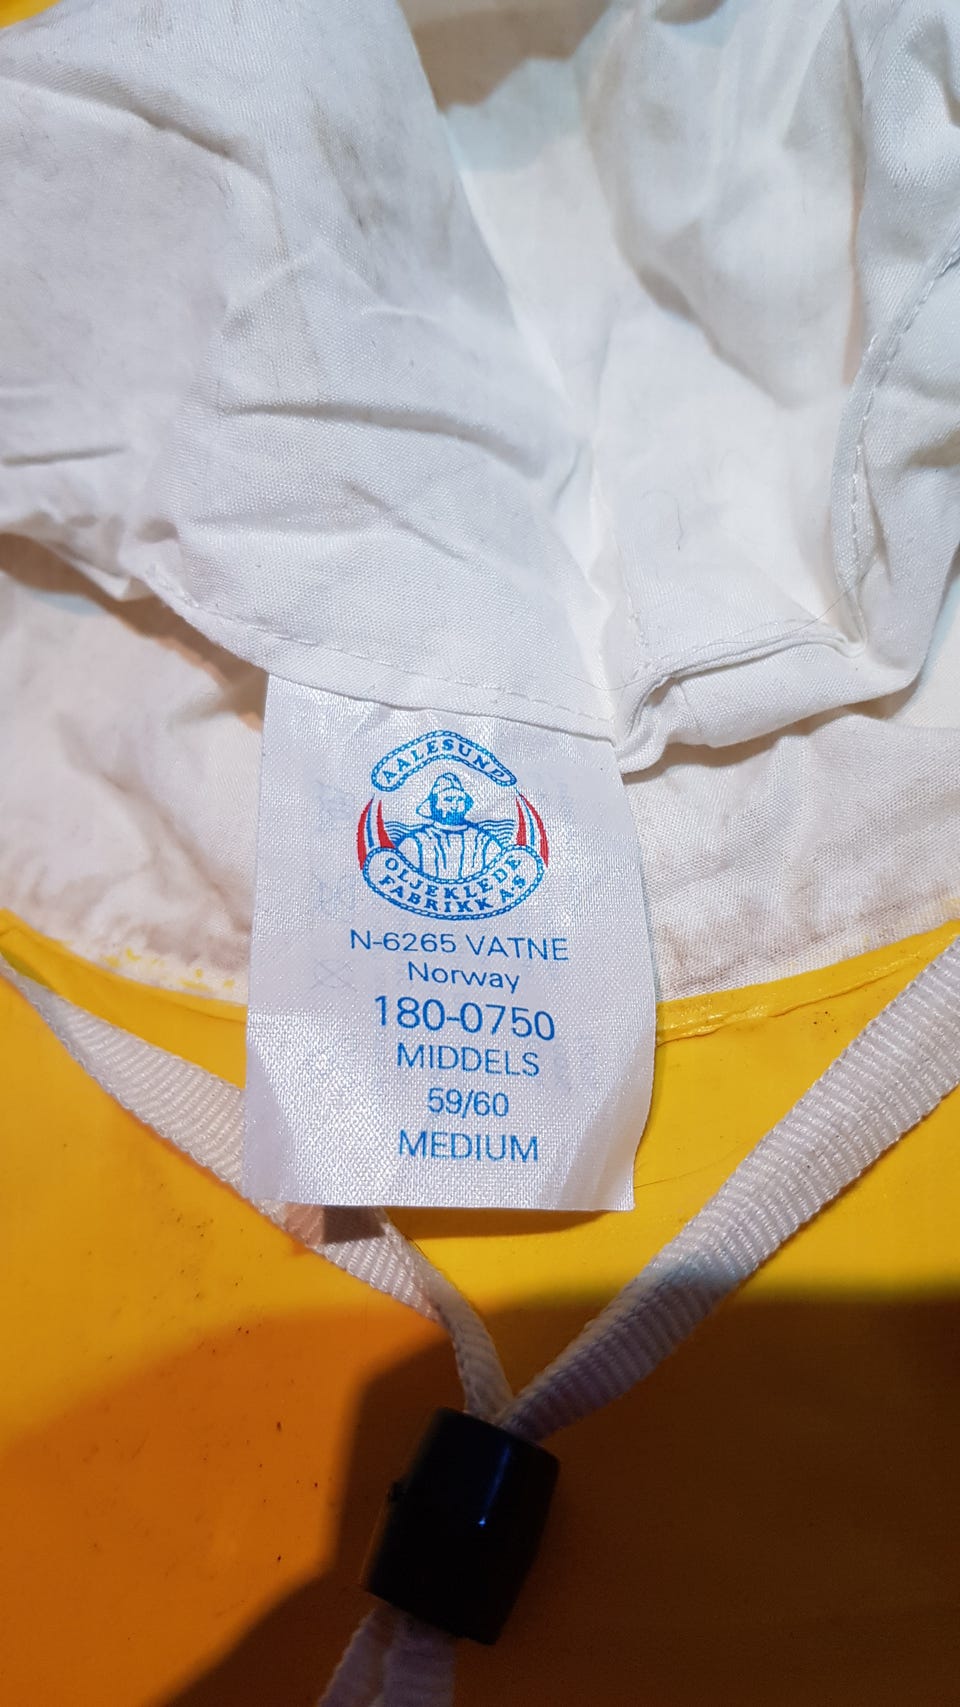 AALESUND
OLJEKLEDE
FABRIKK AS
N-6265 VATNE
Norway
180-0750
MIDDELS
59/60
MEDIUM